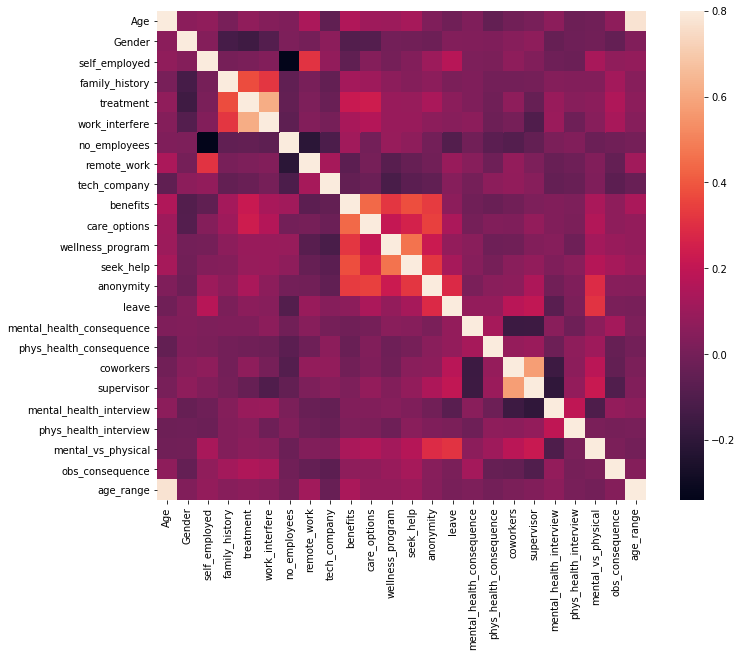 Age
Gender
self_employed
family_history
treatment
work_interfere
no_employees
remote_work
tech_company
benefits
care_options
wellness_program
seek_help
anonymity
leave
mental_health_consequence
phys_health_consequence
coworkers
supervisor
mental_health_interview
phys_health_interview
mental_vs_physical
obs_consequence
age_range
Age
Gender
self_employed
family_history
treatment
work_interfere
no_employees
remote_work
tech_company
benefits
care_options
wellness_program
seek_help
anonymity
leave
mental_health_consequence
phys_health_consequence
coworkers
supervisor
mental_health_interview
phys_health_interview
mental_vs_physical
obs_consequence
age_range
0.8
0.6
0.4
0.2
0.0
−0.2